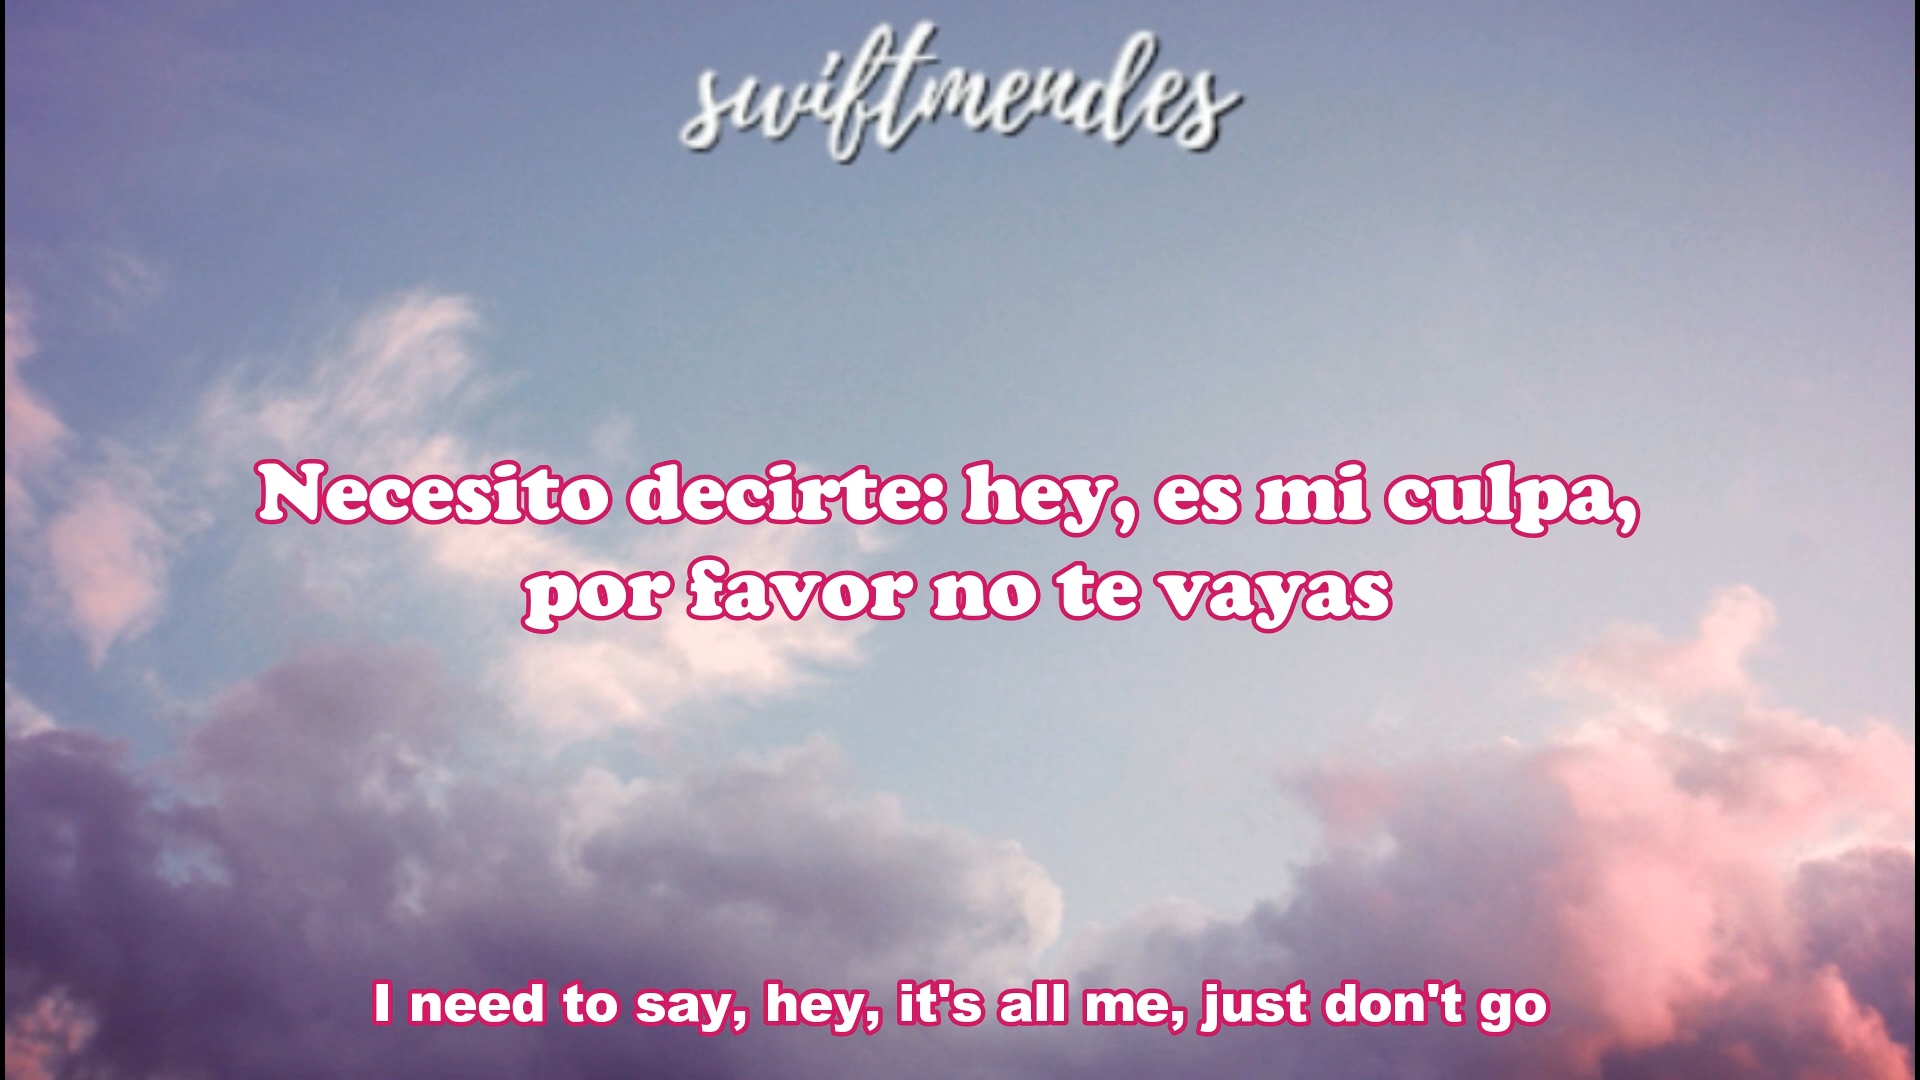 swiftmendes
Necesito decirte: hey, es mi culpa,
por favor no te vayas
I need to say, hey, it's all me, just don't go